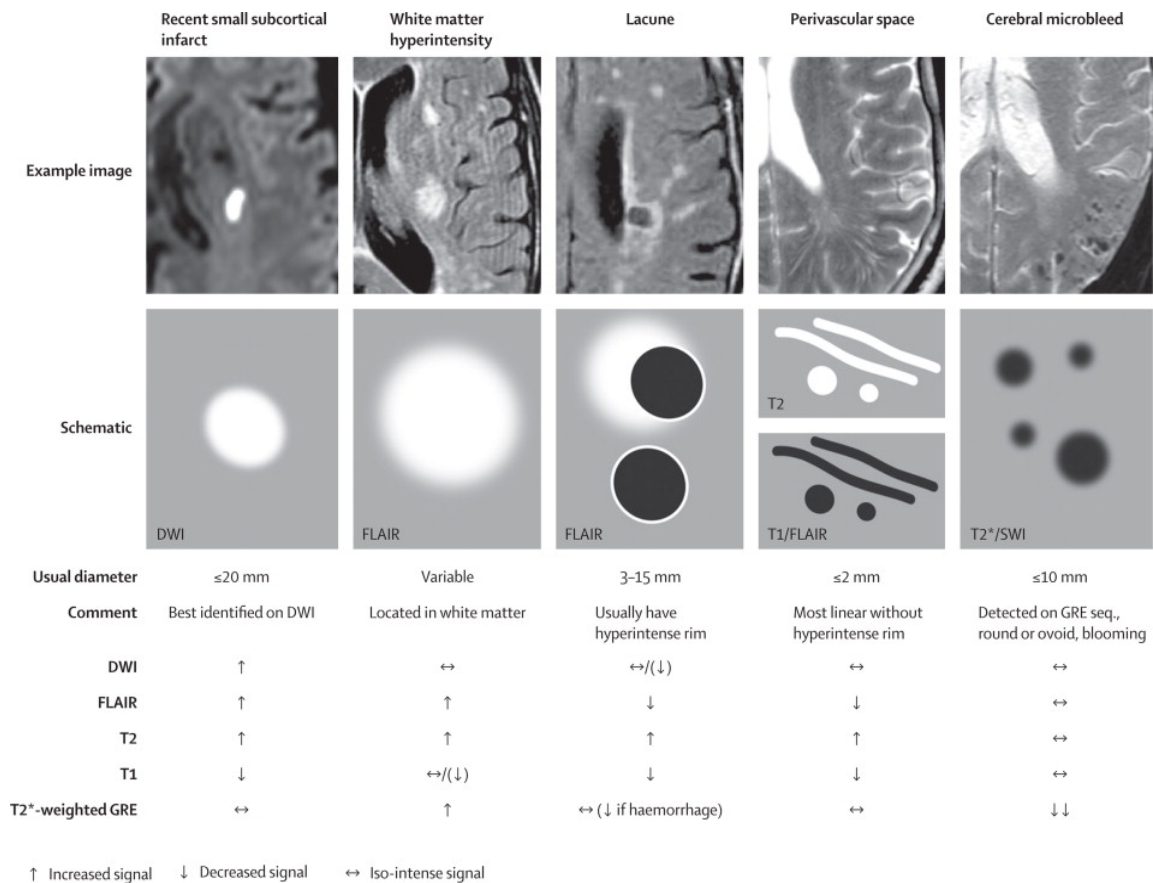 Recent small subcortical infarct
White matter hyperintensity
Lacune
Perivascular space
Cerebral microbleed
Example image
Schematic
DWI
FLAIR
FLAIR
T2
T1/FLAIR
T2*/SWI
Usual diameter ≤20 mm Variable 3–15 mm ≤2 mm ≤10 mm
Comment Best identified on DWI Located in white matter Usually have hyperintense rim Most linear without hyperintense rim Detected on GRE seq., round or ovoid, blooming
DWI ↑ ↔ ↔/(↓) ↔ ↔
FLAIR ↑ ↑ ↓ ↓ ↔
T2 ↑ ↑ ↑ ↑ ↔
T1 ↓ ↔/(↓) ↓ ↓ ↔
T2*-weighted GRE ↔ ↑ ↔ (↓ if haemorrhage) ↔ ↓↓
↑ Increased signal ↓ Decreased signal ↔ Iso-intense signal